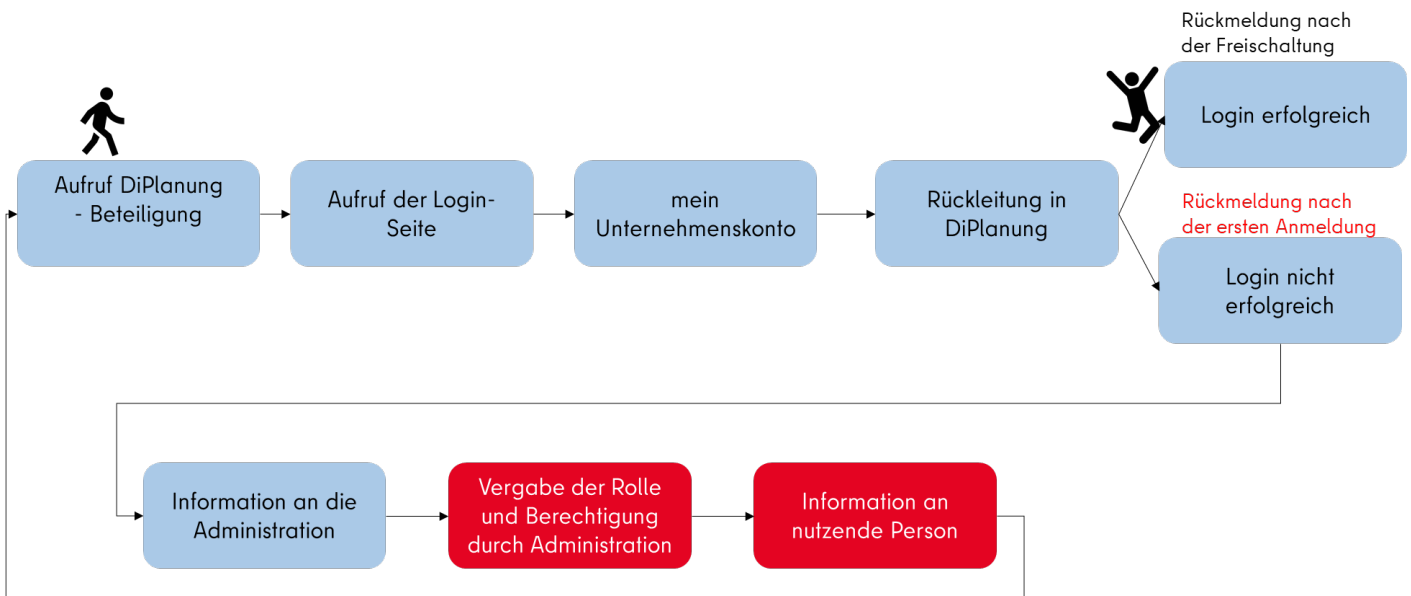 Rückmeldung nach
der Freischaltung
Login erfolgreich
Aufruf DiPlanung
- Beteiligung
Aufruf der Login-
Seite
mein
Unternehmenskonto
Rückleitung in
DiPlanung
Rückmeldung nach
der ersten Anmeldung
Login nicht
erfolgreich
Information an die
Administration
Vergabe der Rolle
und Berechtigung
durch Administration
Information an
nutzende Person